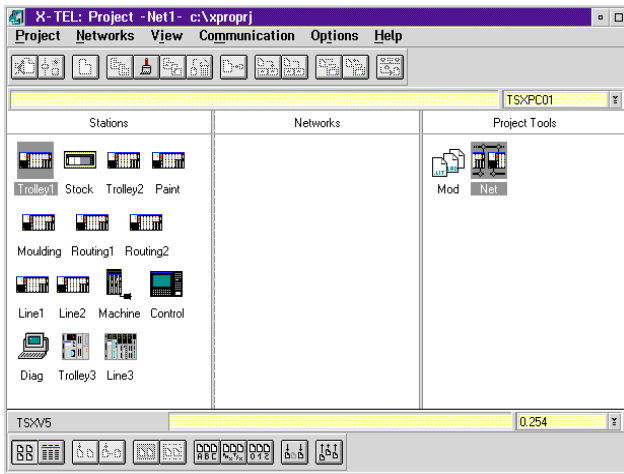 X-TEL: Project -Net1- c:\xproprj
Project Networks View Communication Options Help
TSXPC01
Stations Networks Project Tools
Trolley1 Stock Trolley2 Paint
Mod Net
Moulding Routing1 Routing2
Line1 Line2 Machine Control
Diag Trolley3 Line3
TSXV5 0.254